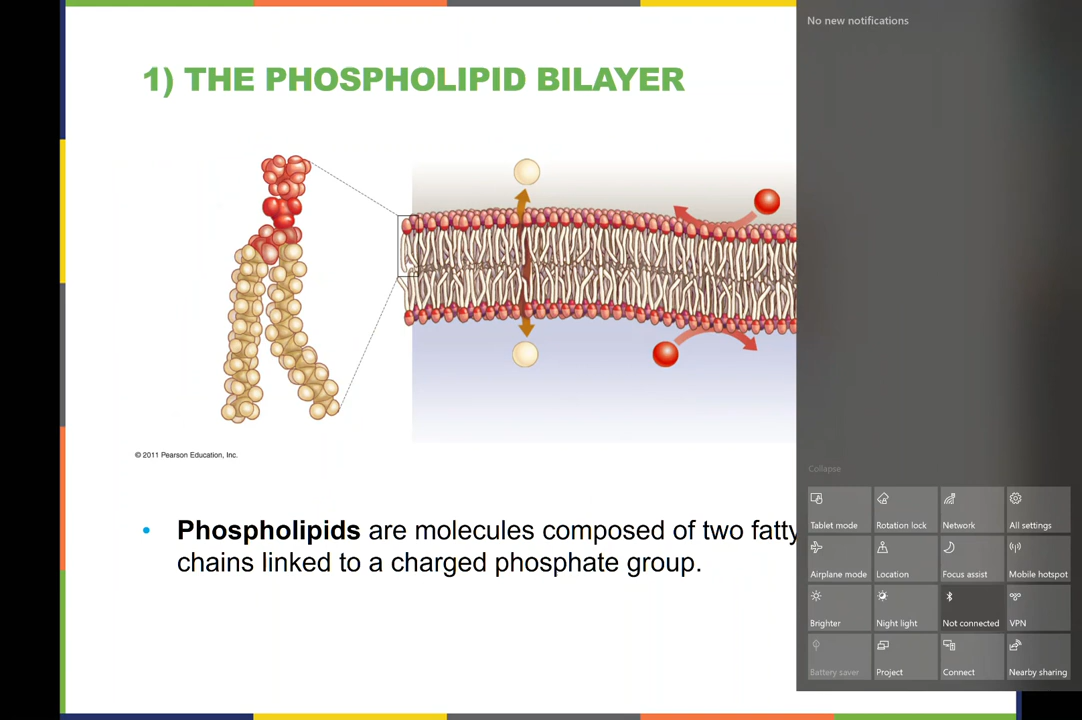 No new notifications
1) THE PHOSPHOLIPID BILAYER
© 2011 Pearson Education, Inc.
• Phospholipids are molecules composed of two fatty
chains linked to a charged phosphate group.
Collapse
Tablet mode
Rotation lock
Network
All settings
Airplane mode
Location
Focus assist
Mobile hotspot
Brighter
Night light
Not connected
VPN
Battery saver
Project
Connect
Nearby sharing